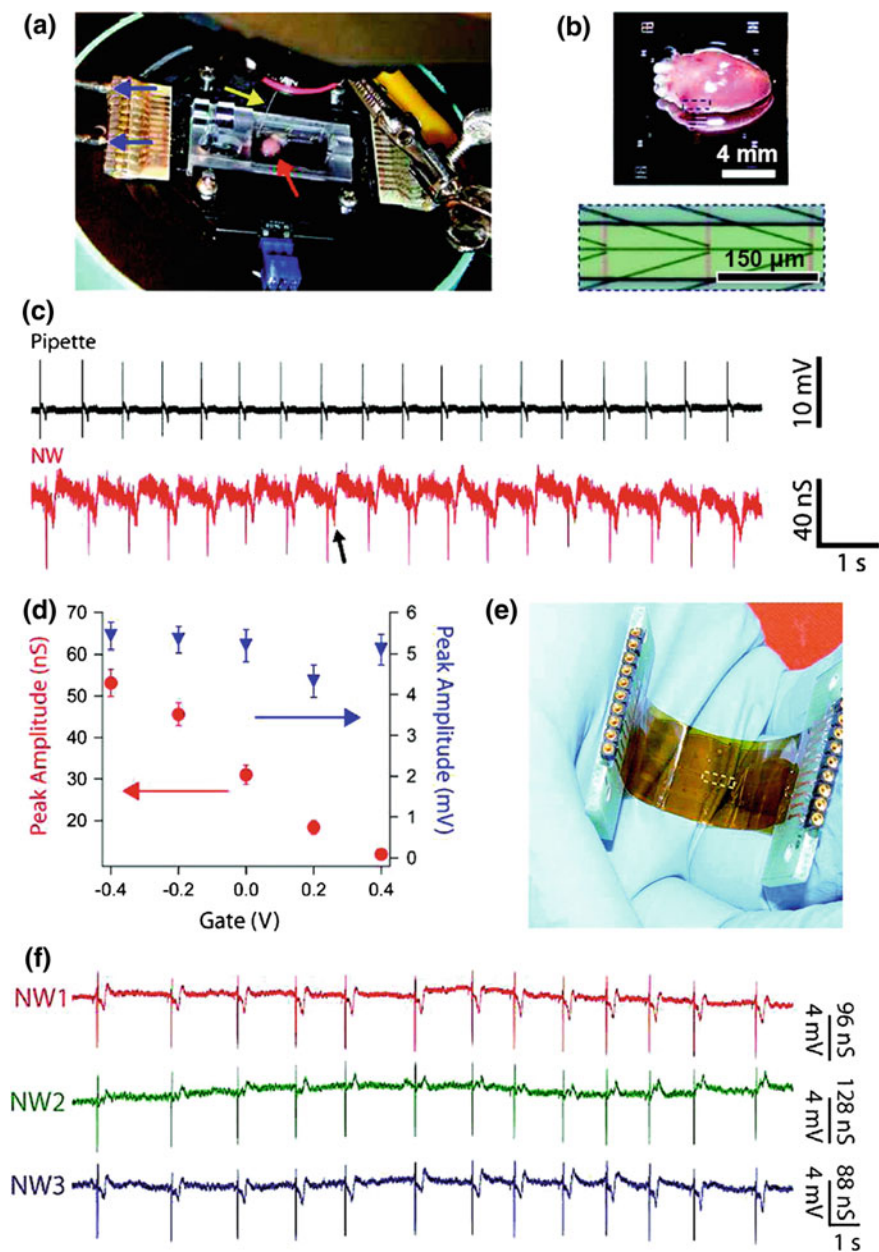 (a)
(b)
4 mm
150 µm
(c)
Pipette
10 mV
NW
40 nS
1 s
(d)
70
60
50
40
30
20
Peak Amplitude (nS)
6
5
4
3
2
1
0
Peak Amplitude (mV)
-0.4
-0.2
0.0
0.2
0.4
Gate (V)
(e)
(f)
NW1
96 nS
4 mV
NW2
128 nS
4 mV
NW3
88 nS
4 mV
1 s